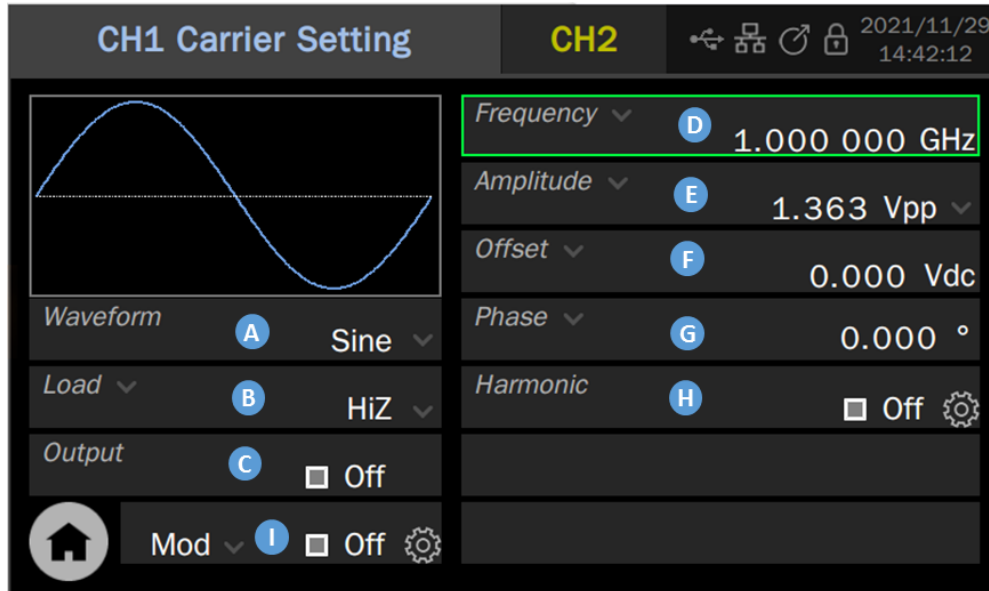 CH1 Carrier Setting
CH2
2021/11/29
14:42:12
Frequency
D
1.000 000 GHz
Amplitude
E
1.363 Vpp
Offset
F
0.000 Vdc
Waveform
A
Sine
Phase
G
0.000 °
Load
B
HiZ
Harmonic
H
Off
Output
C
Off
Mod
I
Off